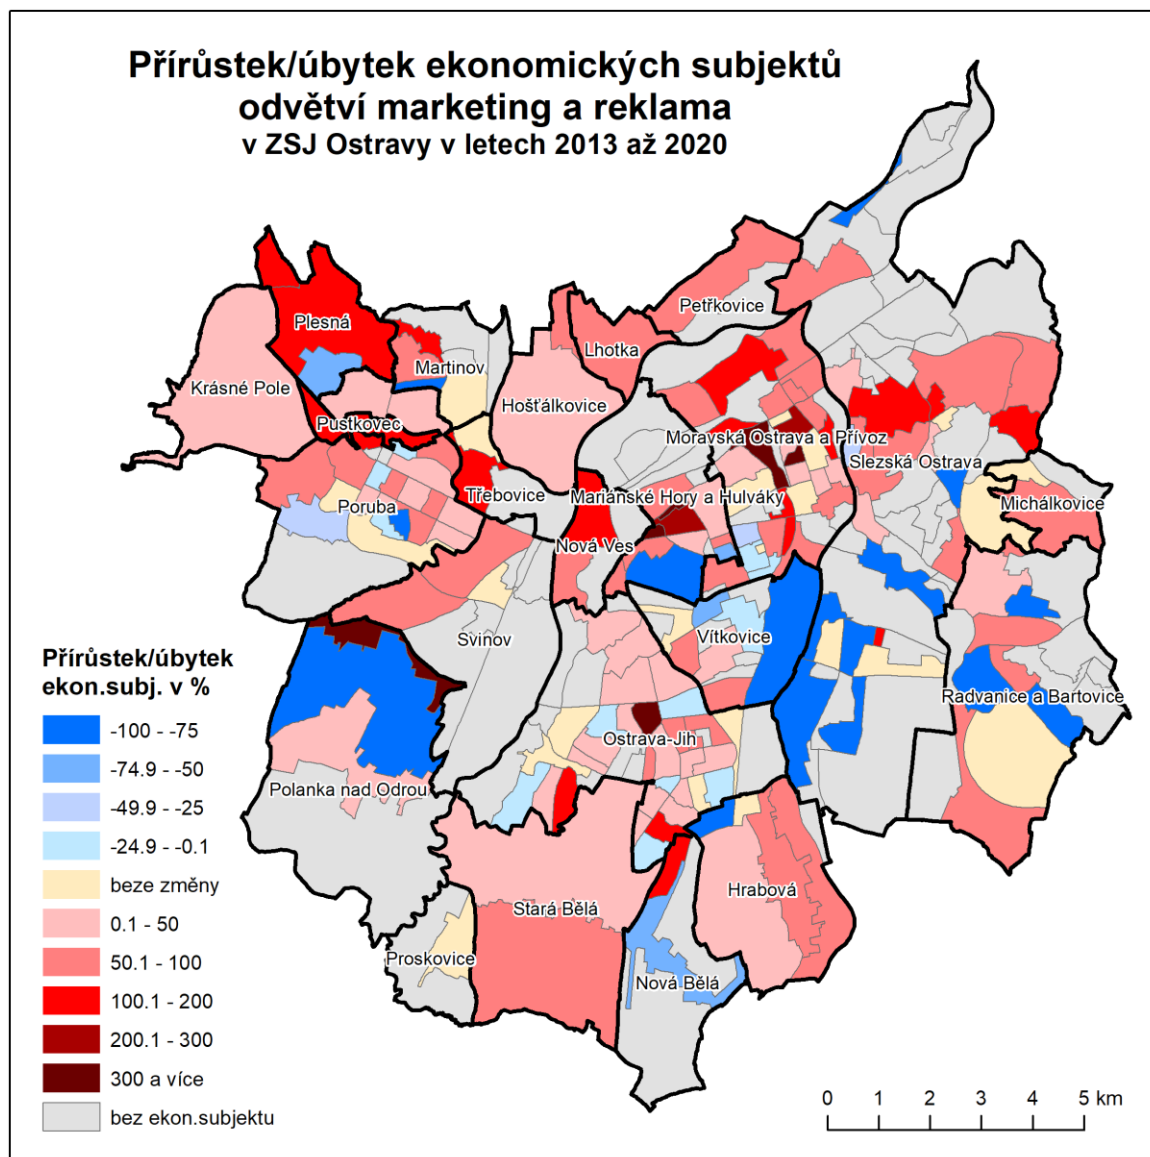 Přírůstek/úbytek ekonomických subjektů
odvětví marketing a reklama
v ZSJ Ostravy v letech 2013 až 2020
Petřkovice
Plesná
Lhotka
Martinov
Krásné Pole
Hošťálkovice
Pustkovec
Moravská Ostrava a Přívoz
Slezská Ostrava
Třebovice
Mariánské Hory a Hulváky
Poruba
Michálkovice
Nová Ves
Svinov
Vítkovice
Radvanice a Bartovice
Ostrava-Jih
Polanka nad Odrou
Hrabová
Stará Bělá
Proskovice
Nová Bělá
Přírůstek/úbytek
ekon.subj. v %
-100 - -75
-74.9 - -50
-49.9 - -25
-24.9 - -0.1
beze změny
0.1 - 50
50.1 - 100
100.1 - 200
200.1 - 300
300 a více
bez ekon.subjektu
0 1 2 3 4 5 km